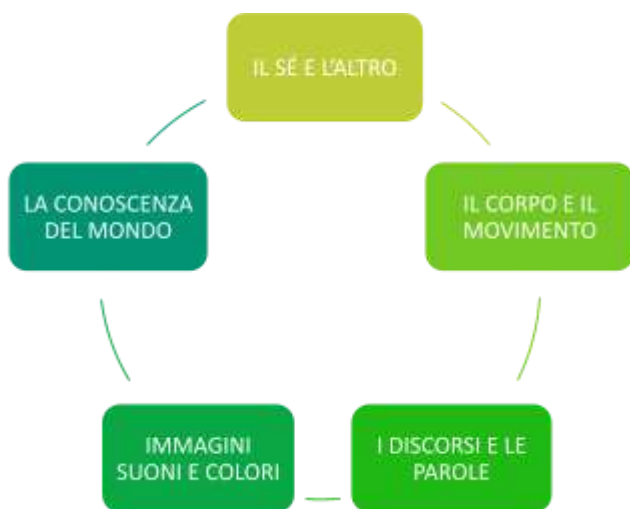 IL SÉ E L'ALTRO
LA CONOSCENZA
DEL MONDO
IL CORPO E IL
MOVIMENTO
IMMAGINI
SUONI E COLORI
I DISCORSI E LE
PAROLE